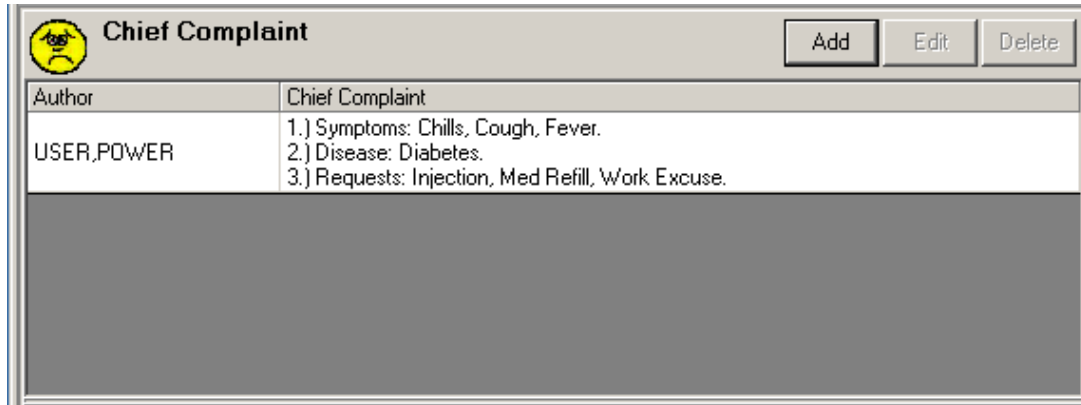 Chief Complaint
Add
Edit
Delete
Author
Chief Complaint
USER,POWER
1.) Symptoms: Chills, Cough, Fever.
2.) Disease: Diabetes.
3.) Requests: Injection, Med Refill, Work Excuse.